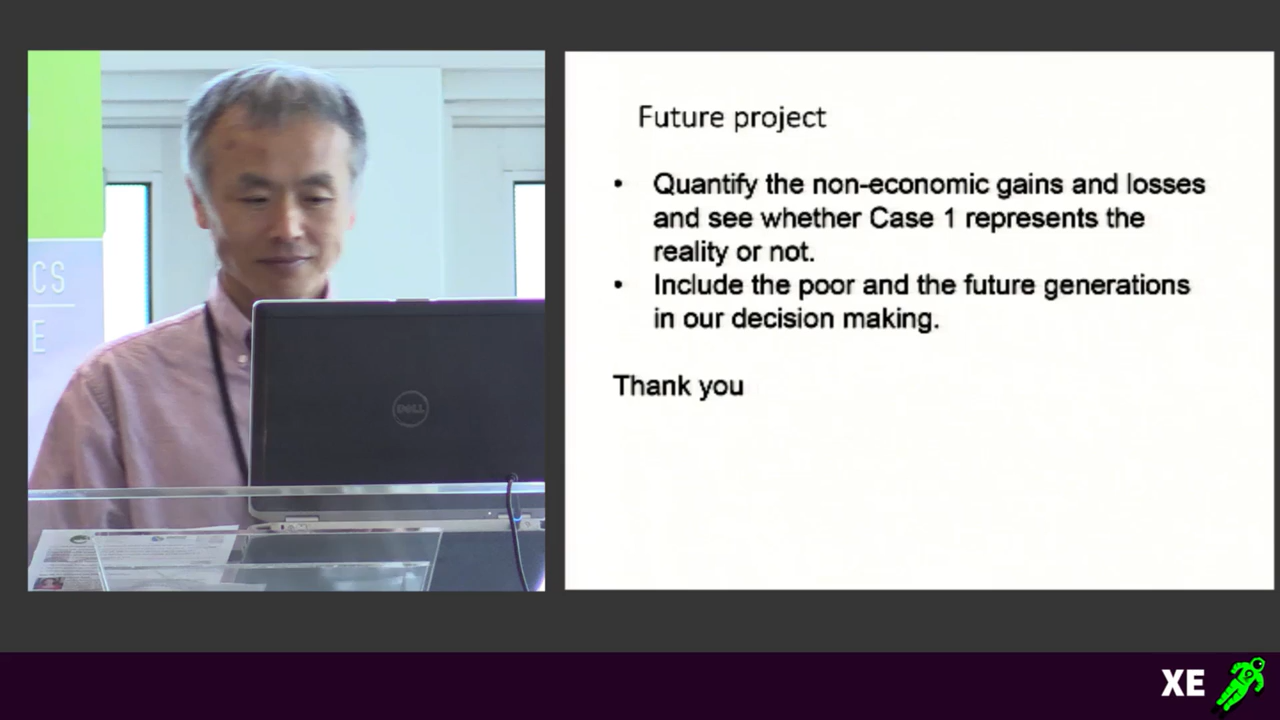 CS
E
DELL
Future project
• Quantify the non-economic gains and losses
and see whether Case 1 represents the
reality or not.
• Include the poor and the future generations
in our decision making.
Thank you
XE